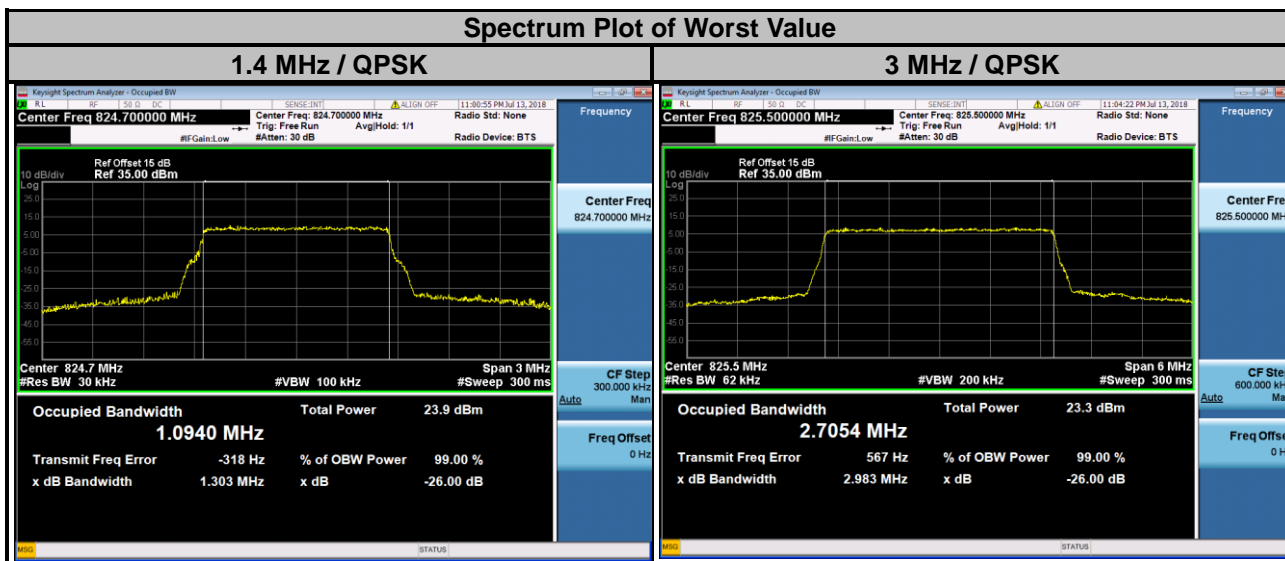 Spectrum Plot of Worst Value
1.4 MHz / QPSK
3 MHz / QPSK
Keysight Spectrum Analyzer - Occupied BW
RL RF 50 Ω DC SENSE:INT ALIGN OFF 11:00:55 PM Jul 13, 2018
Center Freq 824.700000 MHz
Center Freq: 824.700000 MHz
Radio Std: None
Trig: Free Run Avg|Hold: 1/1
#IFGain:Low #Atten: 30 dB Radio Device: BTS
Ref Offset 15 dB
10 dB/div Ref 35.00 dBm
Log
25.0
15.0
5.00
-5.00
-15.0
-25.0
-35.0
-45.0
-55.0
Center 824.7 MHz Span 3 MHz
#Res BW 30 kHz #VBW 100 kHz #Sweep 300 ms
Occupied Bandwidth Total Power 23.9 dBm
1.0940 MHz
Transmit Freq Error -318 Hz % of OBW Power 99.00 %
x dB Bandwidth 1.303 MHz x dB -26.00 dB
MSG STATUS
Frequency
Center Freq
824.700000 MHz
CF Step
300.000 kHz
Auto Man
Freq Offset
0 Hz
Keysight Spectrum Analyzer - Occupied BW
RL RF 50 Ω DC SENSE:INT ALIGN OFF 11:04:22 PM Jul 13, 2018
Center Freq 825.500000 MHz
Center Freq: 825.500000 MHz
Radio Std: None
Trig: Free Run Avg|Hold: 1/1
#IFGain:Low #Atten: 30 dB Radio Device: BTS
Ref Offset 15 dB
10 dB/div Ref 35.00 dBm
Log
25.0
15.0
5.00
-5.00
-15.0
-25.0
-35.0
-45.0
-55.0
Center 825.5 MHz Span 6 MHz
#Res BW 62 kHz #VBW 200 kHz #Sweep 300 ms
Occupied Bandwidth Total Power 23.3 dBm
2.7054 MHz
Transmit Freq Error 567 Hz % of OBW Power 99.00 %
x dB Bandwidth 2.983 MHz x dB -26.00 dB
MSG STATUS
Frequency
Center Fre
825.500000 MH
CF Ste
600.000 kH
Auto Ma
Freq Offse
0 H